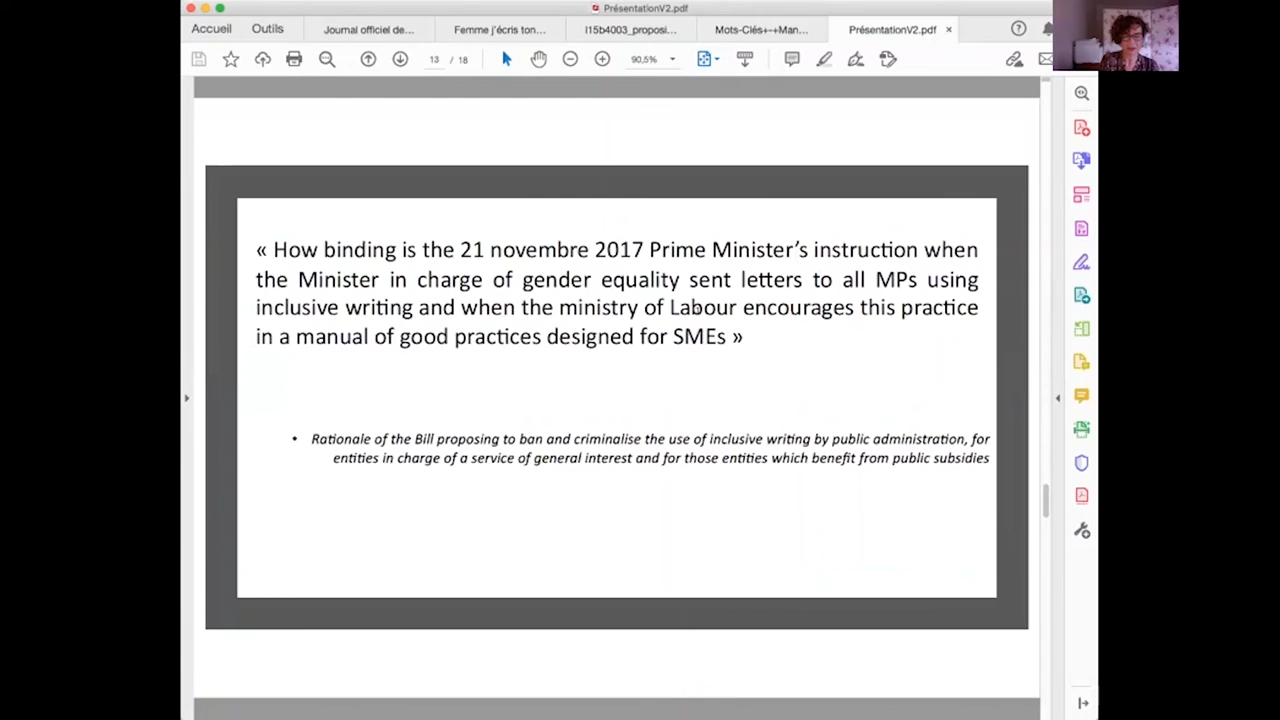 PrésentationV2.pdf
Accueil Outils Journal officiel de... Femme j'écris ton... l15b4003_proposi... Mots-Clés+-+Man... PrésentationV2.pdf ×
13 / 18 90,5%
« How binding is the 21 novembre 2017 Prime Minister's instruction when
the Minister in charge of gender equality sent letters to all MPs using
inclusive writing and when the ministry of Labour encourages this practice
in a manual of good practices designed for SMEs »
• Rationale of the Bill proposing to ban and criminalise the use of inclusive writing by public administration, for
entities in charge of a service of general interest and for those entities which benefit from public subsidies